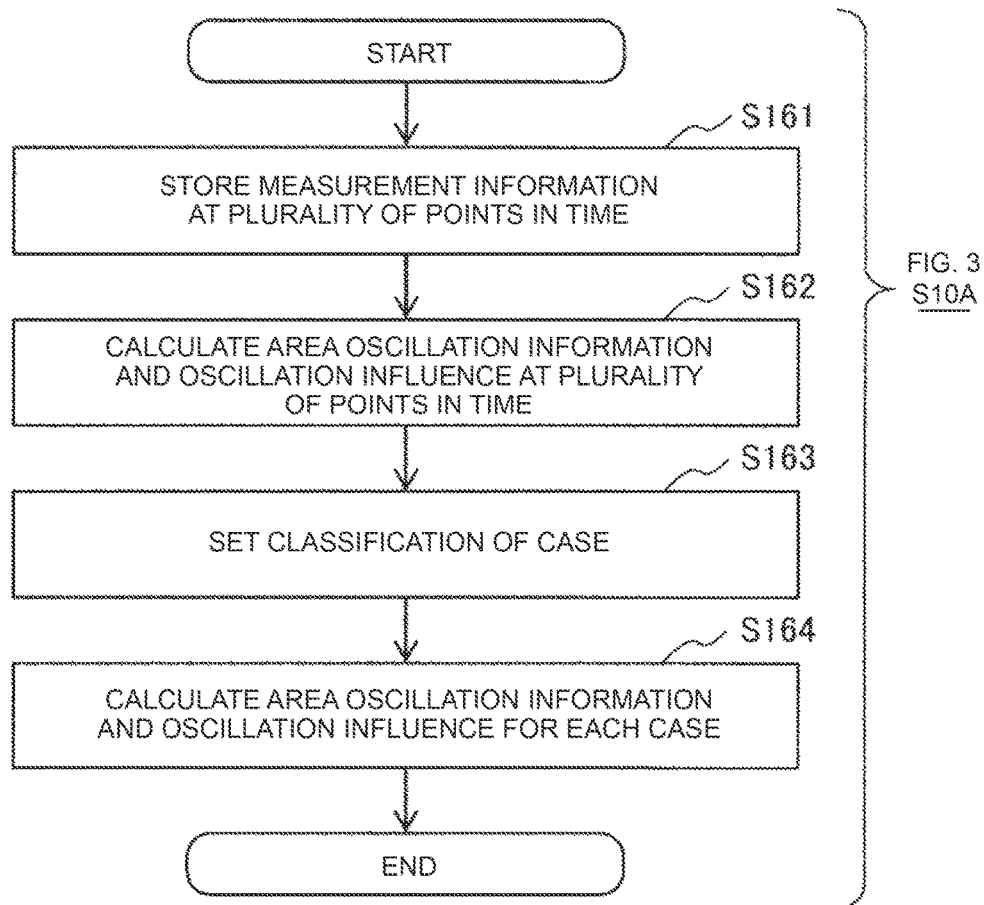 START
S161
STORE MEASUREMENT INFORMATION
AT PLURALITY OF POINTS IN TIME
S162
CALCULATE AREA OSCILLATION INFORMATION
AND OSCILLATION INFLUENCE AT PLURALITY
OF POINTS IN TIME
S163
SET CLASSIFICATION OF CASE
S164
CALCULATE AREA OSCILLATION INFORMATION
AND OSCILLATION INFLUENCE FOR EACH CASE
END
FIG. 3
S10A